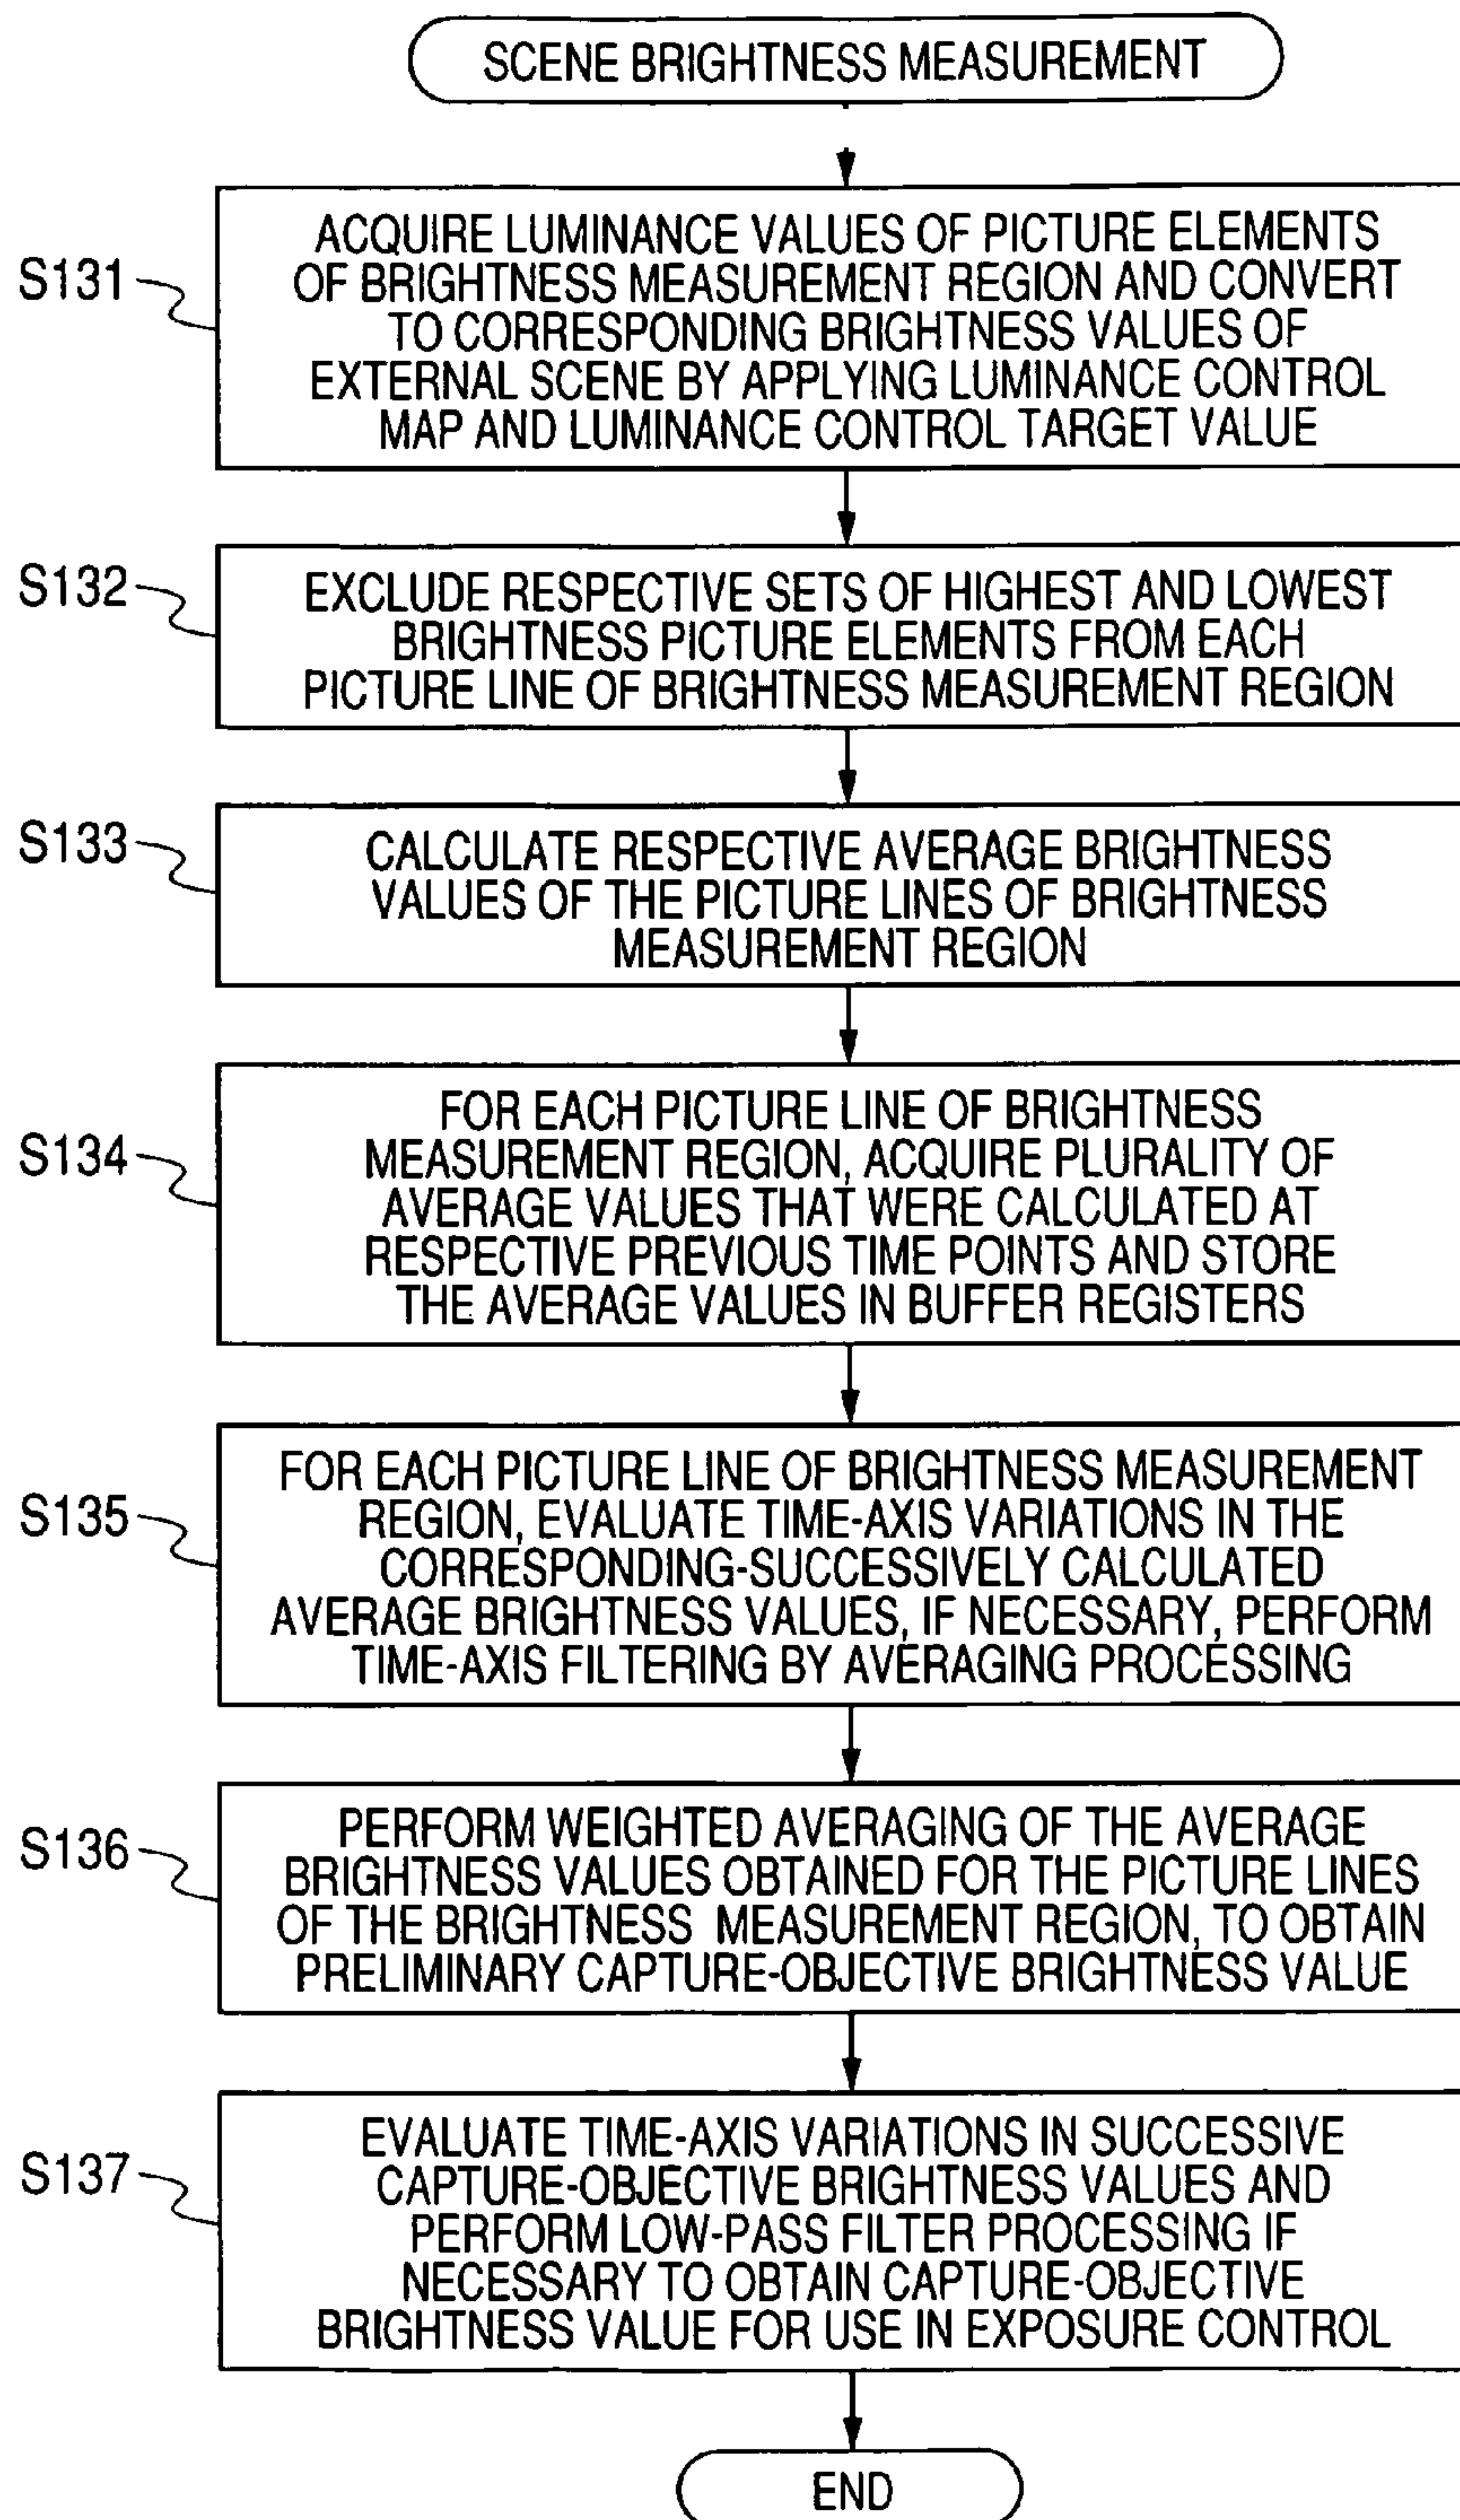 SCENE BRIGHTNESS MEASUREMENT
S131
ACQUIRE LUMINANCE VALUES OF PICTURE ELEMENTS
OF BRIGHTNESS MEASUREMENT REGION AND CONVERT
TO CORRESPONDING BRIGHTNESS VALUES OF
EXTERNAL SCENE BY APPLYING LUMINANCE CONTROL
MAP AND LUMINANCE CONTROL TARGET VALUE
S132
EXCLUDE RESPECTIVE SETS OF HIGHEST AND LOWEST
BRIGHTNESS PICTURE ELEMENTS FROM EACH
PICTURE LINE OF BRIGHTNESS MEASUREMENT REGION
S133
CALCULATE RESPECTIVE AVERAGE BRIGHTNESS
VALUES OF THE PICTURE LINES OF BRIGHTNESS
MEASUREMENT REGION
S134
FOR EACH PICTURE LINE OF BRIGHTNESS
MEASUREMENT REGION, ACQUIRE PLURALITY OF
AVERAGE VALUES THAT WERE CALCULATED AT
RESPECTIVE PREVIOUS TIME POINTS AND STORE
THE AVERAGE VALUES IN BUFFER REGISTERS
S135
FOR EACH PICTURE LINE OF BRIGHTNESS MEASUREMENT
REGION, EVALUATE TIME-AXIS VARIATIONS IN THE
CORRESPONDING-SUCCESSIVELY CALCULATED
AVERAGE BRIGHTNESS VALUES, IF NECESSARY, PERFORM
TIME-AXIS FILTERING BY AVERAGING PROCESSING
S136
PERFORM WEIGHTED AVERAGING OF THE AVERAGE
BRIGHTNESS VALUES OBTAINED FOR THE PICTURE LINES
OF THE BRIGHTNESS MEASUREMENT REGION, TO OBTAIN
PRELIMINARY CAPTURE-OBJECTIVE BRIGHTNESS VALUE
S137
EVALUATE TIME-AXIS VARIATIONS IN SUCCESSIVE
CAPTURE-OBJECTIVE BRIGHTNESS VALUES AND
PERFORM LOW-PASS FILTER PROCESSING IF
NECESSARY TO OBTAIN CAPTURE-OBJECTIVE
BRIGHTNESS VALUE FOR USE IN EXPOSURE CONTROL
END